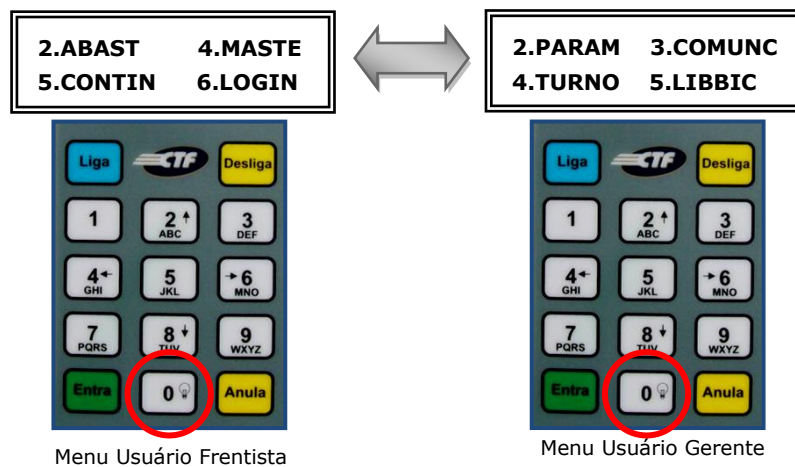 2.ABAST 4.MASTE
5.CONTIN 6.LOGIN
2.PARAM 3.COMUNC
4.TURNO 5.LIBBIC
Liga CTF Desliga
1 2 ABC 3 DEF
4 GHI 5 JKL 6 MNO
7 PQRS 8 TUV 9 WXYZ
Entra 0 Anula
Menu Usuário Frentista
Liga CTF Desliga
1 2 ABC 3 DEF
4 GHI 5 JKL 6 MNO
7 PQRS 8 TUV 9 WXYZ
Entra 0 Anula
Menu Usuário Gerente